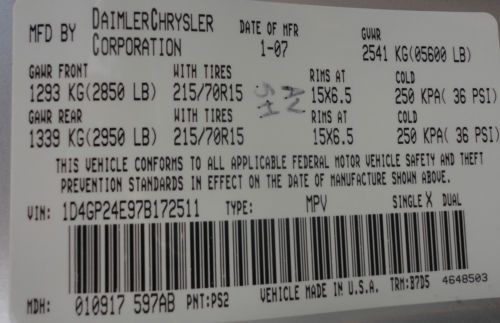 MFD BY DAIMLERCHRYSLER CORPORATION DATE OF MFR 1-07 GVWR 2541 KG(05600 LB)
GAWR FRONT WITH TIRES RIMS AT COLD
1293 KG(2850 LB) 215/70R15 15X6.5 250 KPA( 36 PSI)
GAWR REAR WITH TIRES RIMS AT COLD
1339 KG(2950 LB) 215/70R15 15X6.5 250 KPA( 36 PSI)
THIS VEHICLE CONFORMS TO ALL APPLICABLE FEDERAL MOTOR VEHICLE SAFETY AND THEFT
PREVENTION STANDARDS IN EFFECT ON THE DATE OF MANUFACTURE SHOWN ABOVE.
VIN: 1D4GP24E97B172511 TYPE: MPV SINGLE X DUAL
4648503
MDH: 010917 597AB PNT:PS2 VEHICLE MADE IN U.S.A. TRM:B7D5